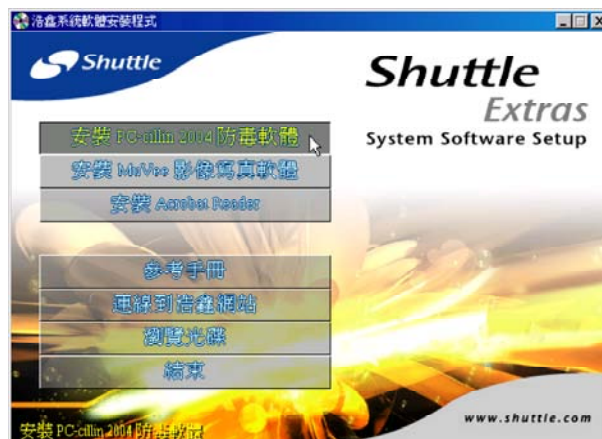 浩鑫系統軟體安裝程式
Shuttle
Shuttle
Extras
System Software Setup
安裝 PC-cillin 2004 防毒軟體
安裝 MuVee 影像寫真軟體
安裝 Acrobat Reader
參考手冊
連線到浩鑫網站
瀏覽光碟
結束
www.shuttle.com
安裝 PC-cillin 2004 防毒軟體